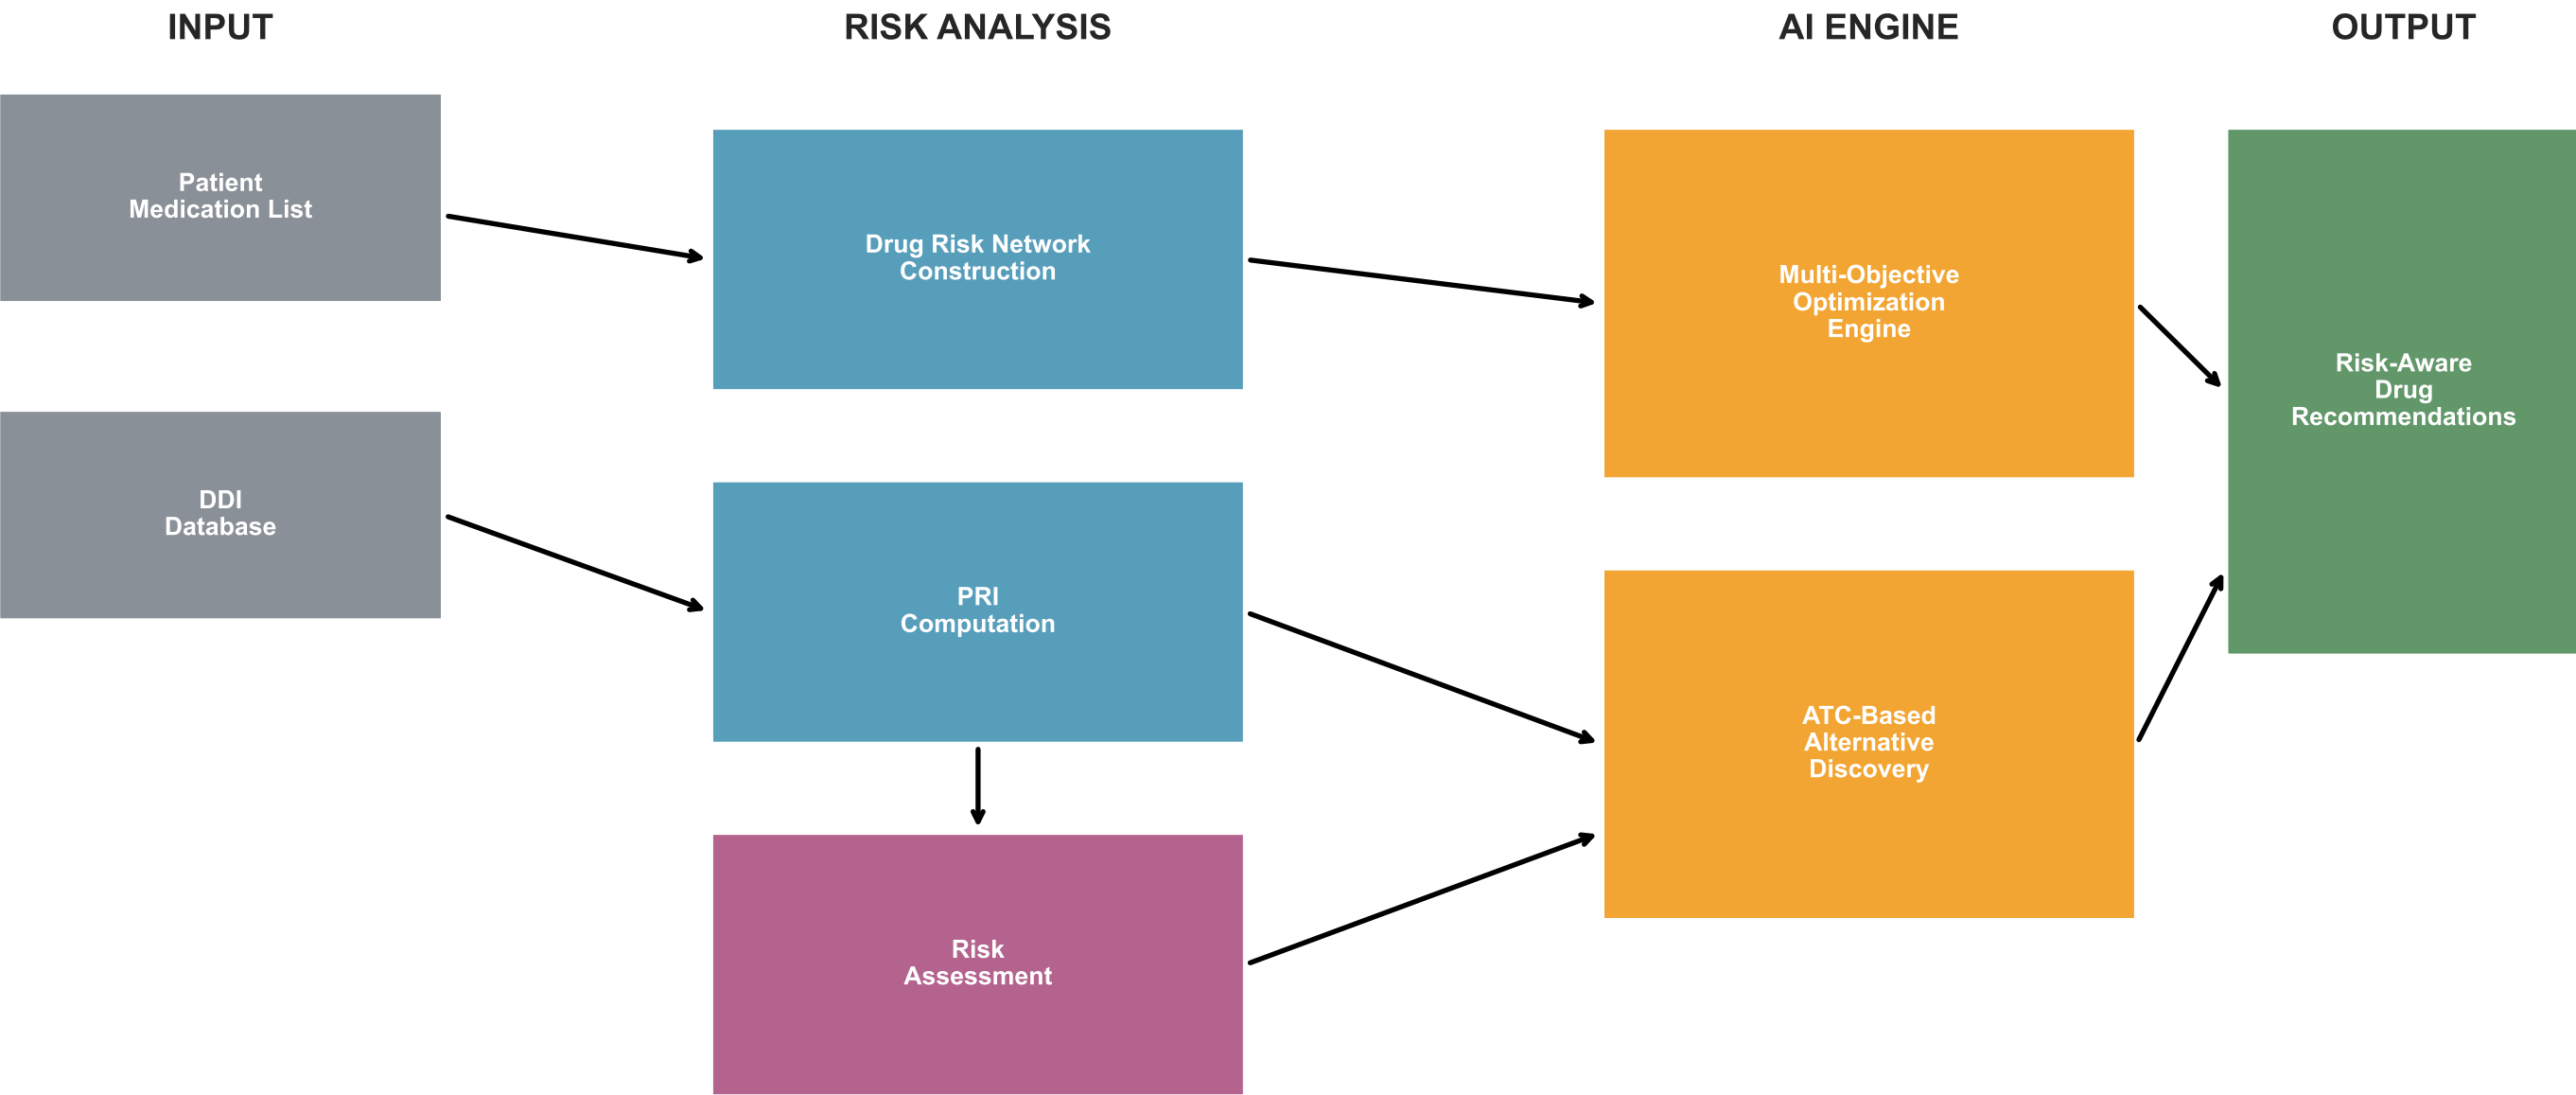 INPUT
RISK ANALYSIS
AI ENGINE
OUTPUT
Patient
Medication List
DDI
Database
Drug Risk Network
Construction
PRI
Computation
Risk
Assessment
Multi-Objective
Optimization
Engine
ATC-Based
Alternative
Discovery
Risk-Aware
Drug
Recommendations